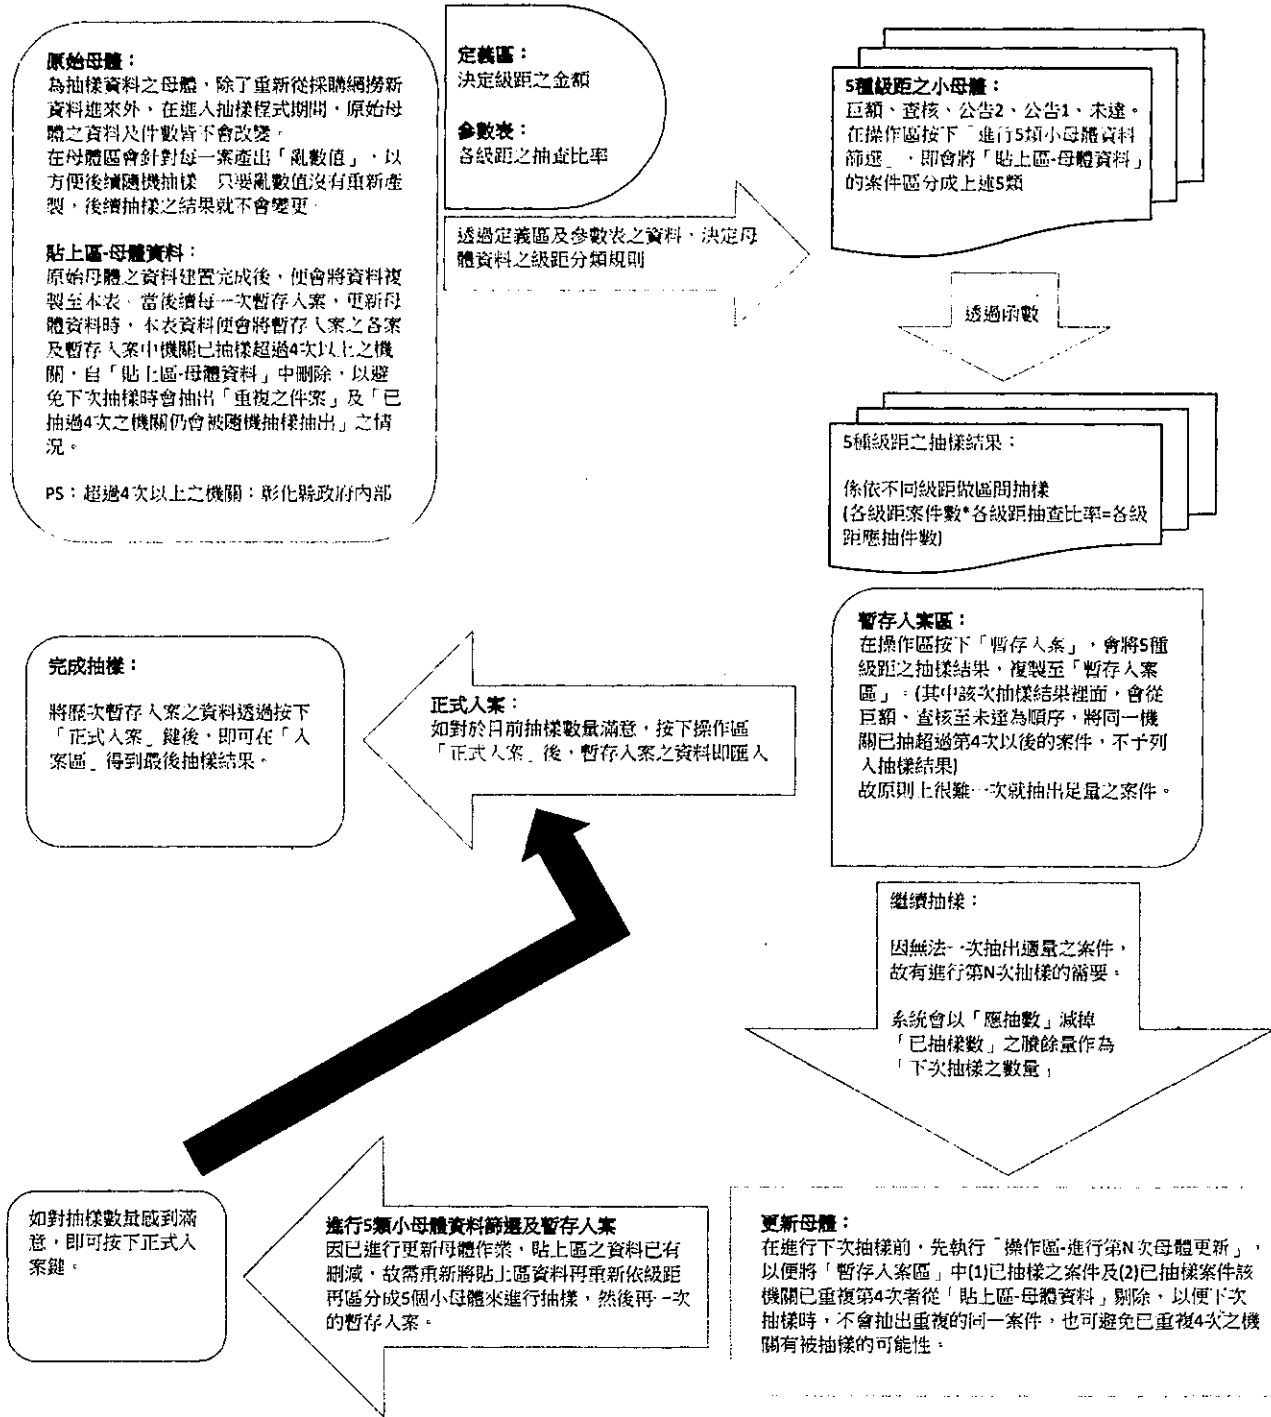 原始母體：
為抽樣資料之母體，除了重新從採購網撈新
資料進來外，在進入抽樣程式期間，原始母
體之資料及件數皆不會改變。
在母體區會針對每一案產出「亂數值」，以
方便後續隨機抽樣 只要亂數值沒有重新產
製，後續抽樣之結果就不會變更
貼上區-母體資料：
原始母體之資料建置完成後，便會將資料複
製至本表 當後續每一次暫存入案，更新母
體資料時，本表資料便會將暫存入案之各案
及暫存入案中機關已抽樣超過4次以上之機
關，自「貼上區-母體資料」中刪除，以避
免下次抽樣時會抽出「重複之件案」及「已
抽過4次之機關仍會被隨機抽樣抽出」之情
況。
PS：超過4次以上之機關：彰化縣政府內部
定義區：
決定級距之金額
參數表：
各級距之抽查比率
透過定義區及參數表之資料，決定母
體資料之級距分類規則
5種級距之小母體：
巨額、查核、公告2、公告1、未達。
在操作區按下「進行5類小母體資料
篩選」，即會將「貼上區-母體資料」
的案件區分成上述5類
透過函數
5種級距之抽樣結果：
係依不同級距做區間抽樣
(各級距案件數*各級距抽查比率=各級
距應抽件數)
暫存入案區：
在操作區按下「暫存入案」，會將5種
級距之抽樣結果，複製至「暫存入案
區」。(其中該次抽樣結果裡面，會從
巨額、查核至未達為順序，將同一機
關已抽超過第4次以後的案件，不予列
入抽樣結果)
故原則上很難一次就抽出足量之案件。
正式入案：
如對於目前抽樣數量滿意，按下操作區
「正式入案」後，暫存入案之資料即匯入
完成抽樣：
將歷次暫存入案之資料透過按下
「正式入案」鍵後，即可在「入
案區」得到最後抽樣結果。
繼續抽樣：
因無法一次抽出適量之案件，
故有進行第N次抽樣的需要。
系統會以「應抽數」減掉
「已抽樣數」之賸餘量作為
「下次抽樣之數量」
更新母體：
在進行下次抽樣前，先執行「操作區-進行第N次母體更新」，
以便將「暫存入案區」中(1)已抽樣之案件及(2)已抽樣案件該
機關已重複第4次者從「貼上區-母體資料」剔除，以便下次
抽樣時，不會抽出重複的同一案件，也可避免已重複4次之機
關有被抽樣的可能性。
進行5類小母體資料篩選及暫存入案
因已進行更新母體作業，貼上區之資料已有
刪減，故需重新將貼上區資料再重新依級距
再區分成5個小母體來進行抽樣，然後再一次
的暫存入案。
如對抽樣數量感到滿
意，即可按下正式入
案鍵。